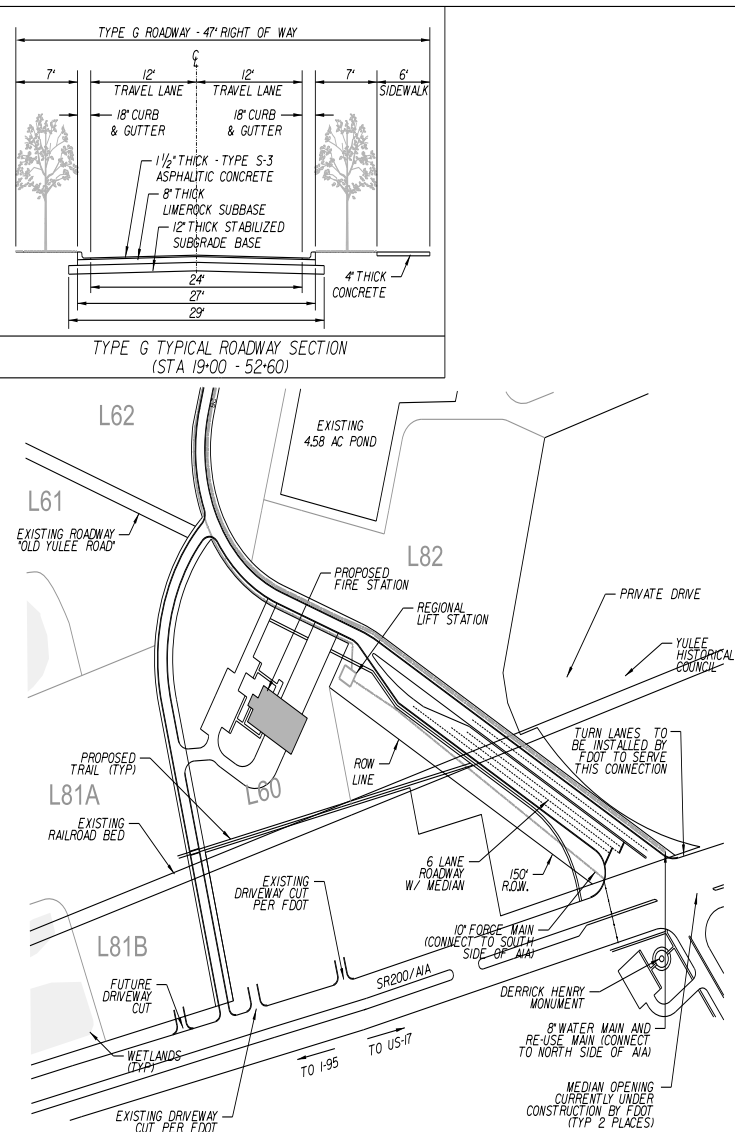 TYPE G ROADWAY - 47' RIGHT OF WAY
℄
7'
12'
12'
7'
6'
TRAVEL LANE
TRAVEL LANE
SIDEWALK
18" CURB
& GUTTER
18" CURB
& GUTTER
1 1/2" THICK - TYPE S-3
ASPHALTIC CONCRETE
8" THICK
LIMEROCK SUBBASE
12" THICK STABILIZED
SUBGRADE BASE
24'
27'
29'
4" THICK
CONCRETE
TYPE G TYPICAL ROADWAY SECTION
(STA 19+00 - 52+60)
L62
EXISTING
4.58 AC POND
L61
EXISTING ROADWAY
"OLD YULEE ROAD"
L82
PROPOSED
FIRE STATION
REGIONAL
LIFT STATION
PRIVATE DRIVE
YULEE
HISTORICAL
COUNCIL
TURN LANES TO
BE INSTALLED BY
FDOT TO SERVE
THIS CONNECTION
PROPOSED
TRAIL (TYP)
ROW
LINE
L60
L81A
EXISTING
RAILROAD BED
6 LANE
ROADWAY
W/ MEDIAN
150'
R.O.W.
EXISTING
DRIVEWAY CUT
PER FDOT
10" FORCE MAIN
(CONNECT TO SOUTH
SIDE OF A1A)
L81B
SR200/A1A
FUTURE
DRIVEWAY
CUT
DERRICK HENRY
MONUMENT
8" WATER MAIN AND
RE-USE MAIN (CONNECT
TO NORTH SIDE OF A1A)
WETLANDS
(TYP)
TO I-95
TO US-17
MEDIAN OPENING
CURRENTLY UNDER
CONSTRUCTION BY FDOT
(TYP 2 PLACES)
EXISTING DRIVEWAY
CUT PER FDOT